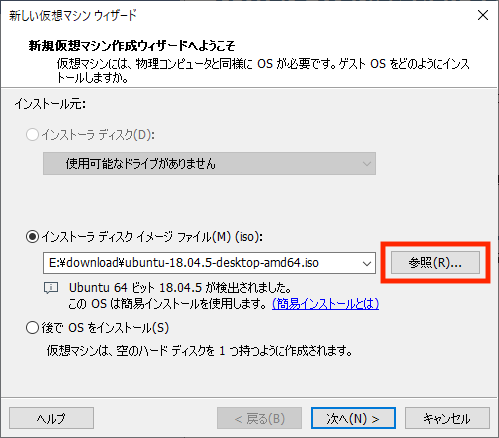 新しい仮想マシン ウィザード
新規仮想マシン作成ウィザードへようこそ
仮想マシンには、物理コンピュータと同様に OS が必要です。ゲスト OS をどのようにインス
トールしますか。
インストール元:
インストーラ ディスク(D):
使用可能なドライブがありません
インストーラ ディスク イメージ ファイル(M) (iso):
E:¥download¥ubuntu-18.04.5-desktop-amd64.iso
参照(R)...
Ubuntu 64 ビット 18.04.5 が検出されました。
この OS は簡易インストールを使用します。 (簡易インストールとは)
後で OS をインストール(S)
仮想マシンは、空のハード ディスクを 1 つ持つように作成されます。
ヘルプ
< 戻る(B)
次へ(N) >
キャンセル